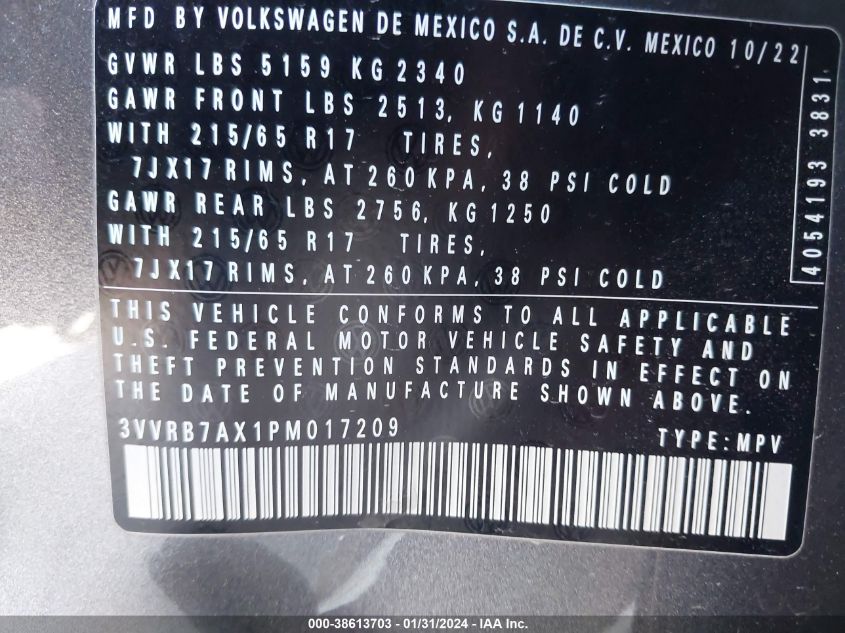 MFD BY VOLKSWAGEN DE MEXICO S.A. DE C.V. MEXICO 10/22
GVWR LBS 5159 KG 2340
GAWR FRONT LBS 2513, KG 1140
WITH 215/65 R17 TIRES,
7JX17 RIMS, AT 260 KPA, 38 PSI COLD
GAWR REAR LBS 2756, KG 1250
WITH 215/65 R17 TIRES,
7JX17 RIMS, AT 260 KPA, 38 PSI COLD
4054193 3831
THIS VEHICLE CONFORMS TO ALL APPLICABLE
U.S. FEDERAL MOTOR VEHICLE SAFETY AND
THEFT PREVENTION STANDARDS IN EFFECT ON
THE DATE OF MANUFACTURE SHOWN ABOVE.
3VVRB7AX1PM017209 TYPE: MPV
000-38613703 - 01/31/2024 - IAA Inc.